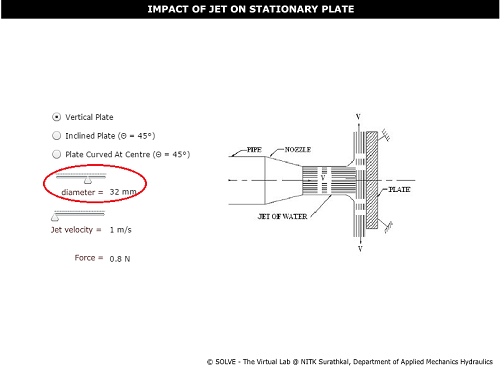 IMPACT OF JET ON STATIONARY PLATE
Vertical Plate
Inclined Plate (Θ = 45°)
Plate Curved At Centre (Θ = 45°)
diameter = 32 mm
Jet velocity = 1 m/s
Force = 0.8 N
V
PIPE
NOZZLE
V
PLATE
JET OF WATER
V
© SOLVE - The Virtual Lab @ NITK Surathkal, Department of Applied Mechanics Hydraulics